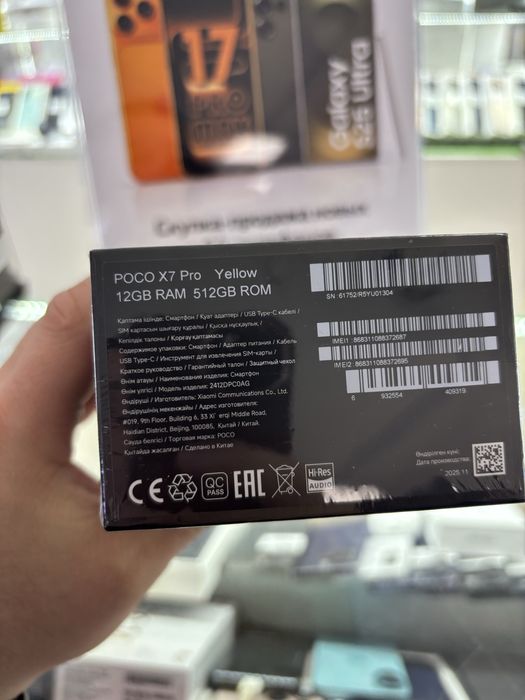 17
Galaxy
S25 Ultra
Скупка продажа новых
POCO X7 Pro Yellow
12GB RAM 512GB ROM
Қаптама ішінде: Смартфон / Қуат адаптері / USB Type-C кабелі /
SIM картасын шығару құралы / Қысқа нұсқаулық /
Кепілдік талоны / Қорғау қаптамасы
Содержимое упаковки: Смартфон / Адаптер питания / Кабель
USB Type-C / Инструмент для извлечения SIM-карты /
Краткое руководство / Гарантийный талон / Защитный чехол
Өнім атауы / Наименование изделия: Смартфон
Өнім үлгісі / Модель изделия: 2412DPC0AG
Өндіруші / Изготовитель: Xiaomi Communications Co., Ltd.
Өндірушінің мекенжайы / Адрес изготовителя:
#019, 9th Floor, Building 6, 33 Xi'erqi Middle Road,
Haidian District, Beijing, 100085, Қытай / Китай.
Сауда белгісі / Торговая марка: POCO
Қытайда жасалған / Сделано в Китае
SN: 61752/R5YU01304
IMEI1: 868311088372687
IMEI2: 868311088372695
6 932554 409319
Өндірілген күні:
Дата производства:
2025.11
CE
QC
PASS
EAC
Hi-Res
AUDIO